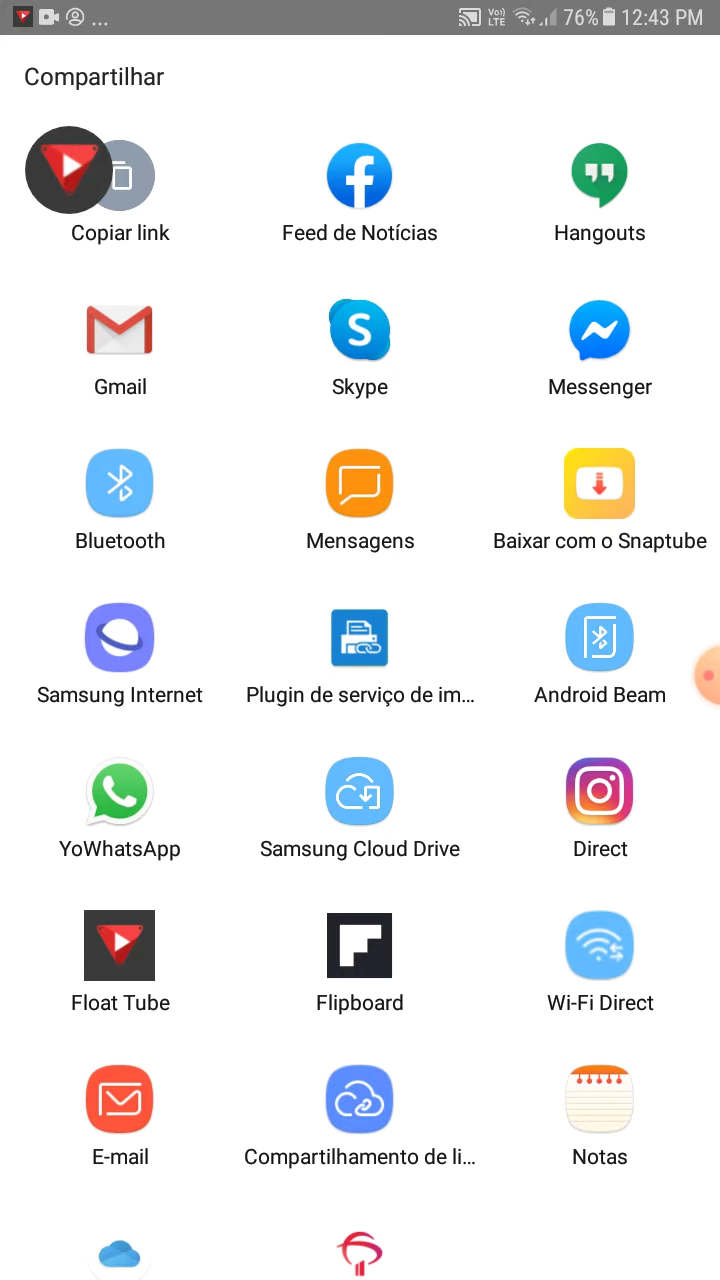 ... Vo)) LTE 76% 12:43 PM
Compartilhar
Copiar link Feed de Notícias Hangouts
Gmail Skype Messenger
Bluetooth Mensagens Baixar com o Snaptube
Samsung Internet Plugin de serviço de im... Android Beam
YoWhatsApp Samsung Cloud Drive Direct
Float Tube Flipboard Wi-Fi Direct
E-mail Compartilhamento de li... Notas